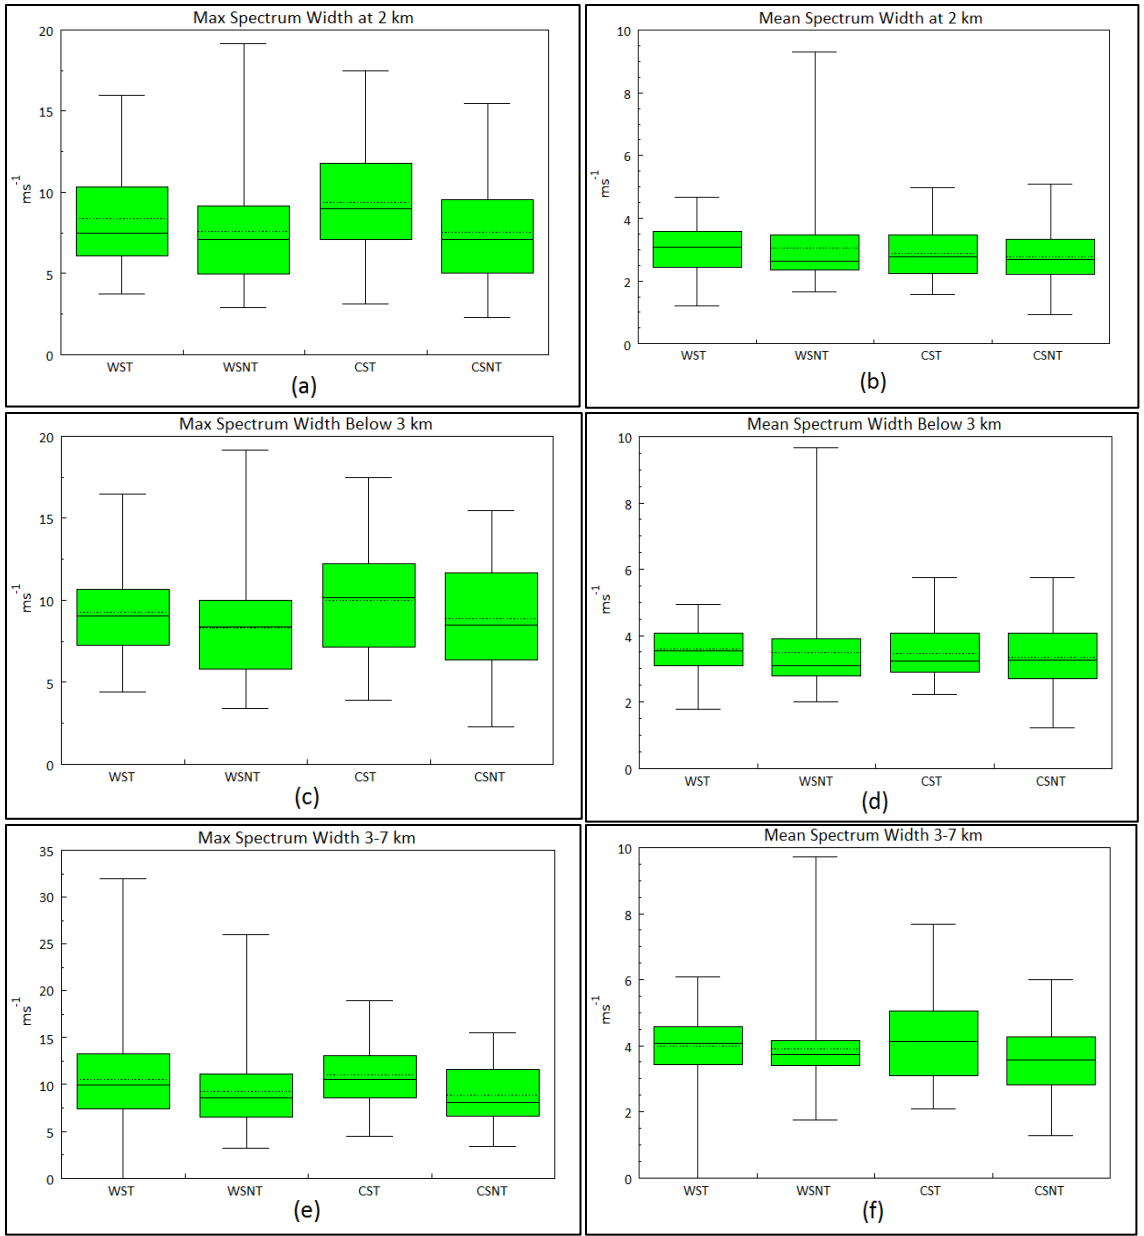 Max Spectrum Width at 2 km
20
15
10
5
0
ms-1
WST WSNT CST CSNT
(a)
Mean Spectrum Width at 2 km
10
8
6
4
2
0
ms-1
WST WSNT CST CSNT
(b)
Max Spectrum Width Below 3 km
20
15
10
5
0
ms-1
WST WSNT CST CSNT
(c)
Mean Spectrum Width Below 3 km
10
8
6
4
2
0
ms-1
WST WSNT CST CSNT
(d)
Max Spectrum Width 3-7 km
35
30
25
20
15
10
5
0
ms-1
WST WSNT CST CSNT
(e)
Mean Spectrum Width 3-7 km
10
8
6
4
2
0
ms-1
WST WSNT CST CSNT
(f)